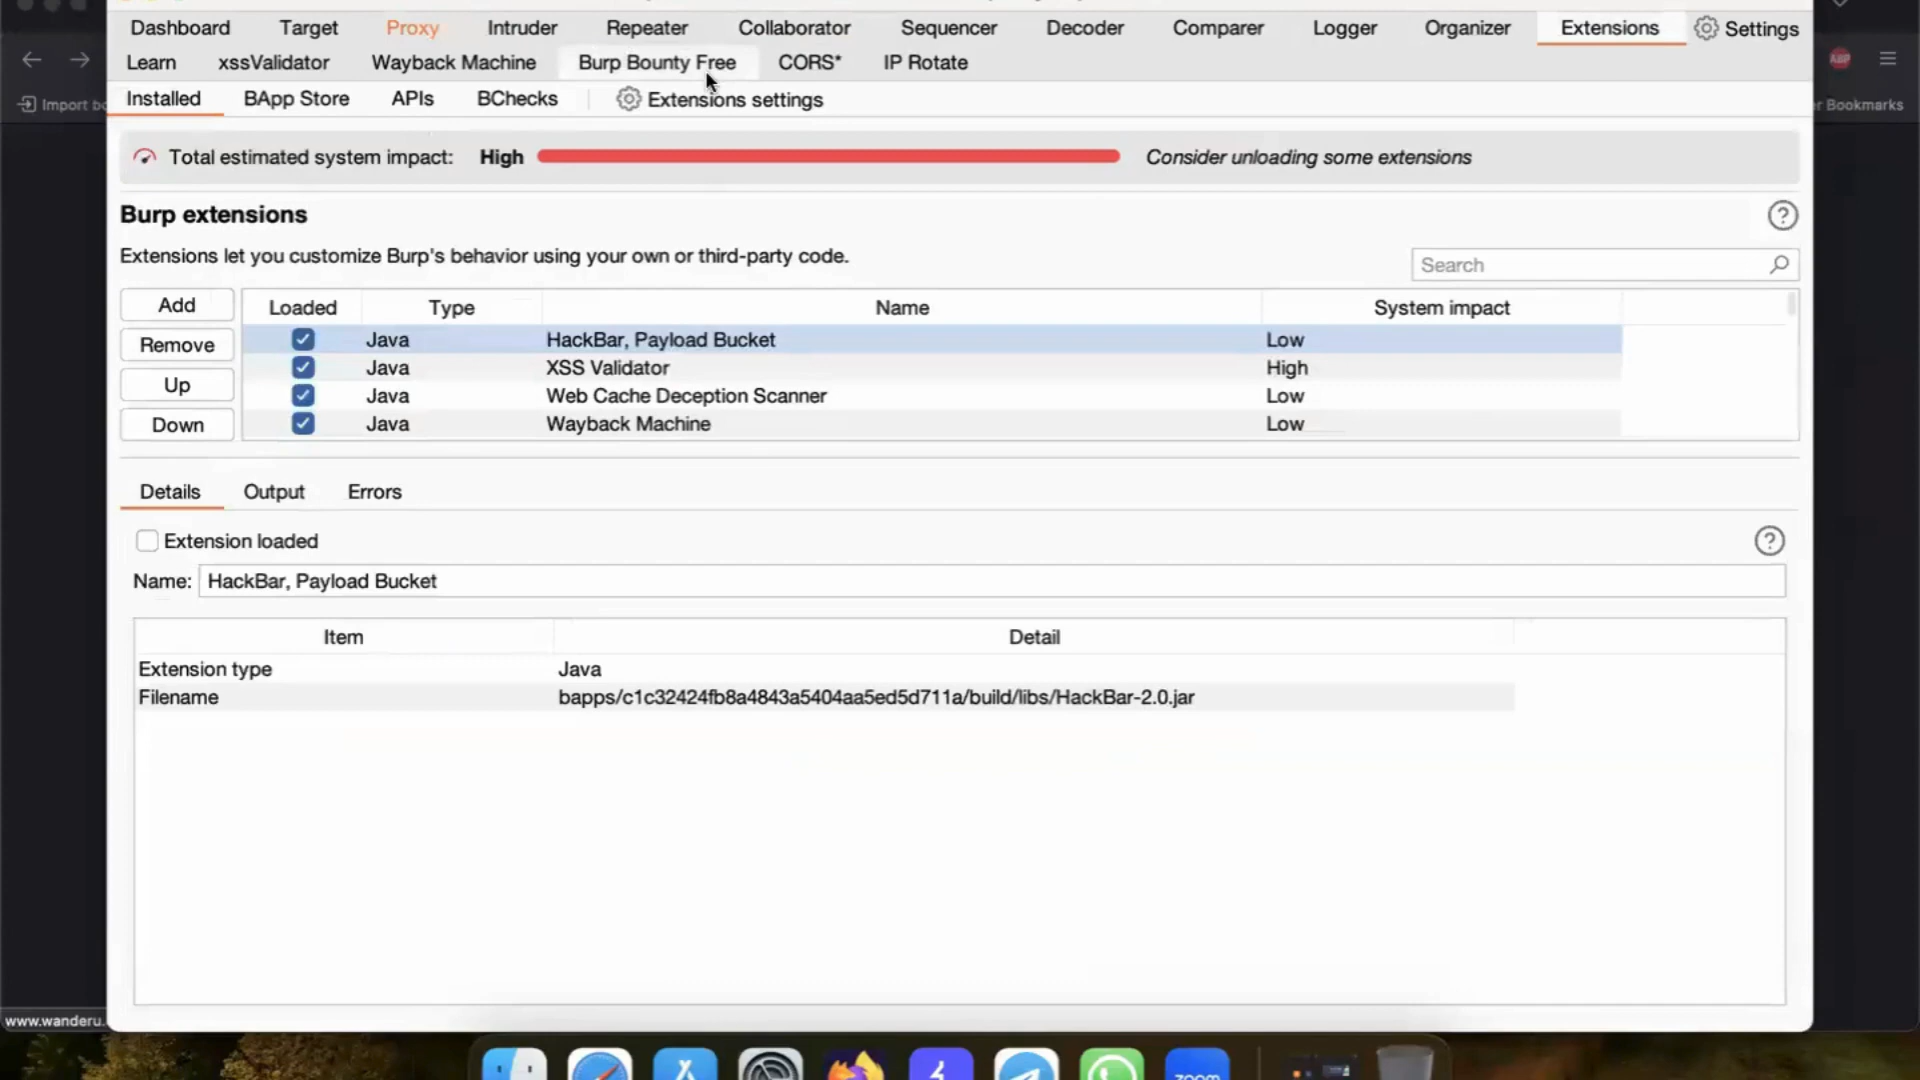 Dashboard Target Proxy Intruder Repeater Collaborator Sequencer Decoder Comparer Logger Organizer Extensions Settings
Learn xssValidator Wayback Machine Burp Bounty Free CORS* IP Rotate
Installed BApp Store APIs BChecks Extensions settings
Import
Bookmarks
ABP
Total estimated system impact: High Consider unloading some extensions
Burp extensions
Extensions let you customize Burp's behavior using your own or third-party code.
Search
Add
Remove
Up
Down
Loaded Type Name System impact
Java HackBar, Payload Bucket Low
Java XSS Validator High
Java Web Cache Deception Scanner Low
Java Wayback Machine Low
Details Output Errors
Extension loaded
Name: HackBar, Payload Bucket
Item Detail
Extension type Java
Filename bapps/c1c32424fb8a4843a5404aa5ed5d711a/build/libs/HackBar-2.0.jar
www.wanderu.
zoom